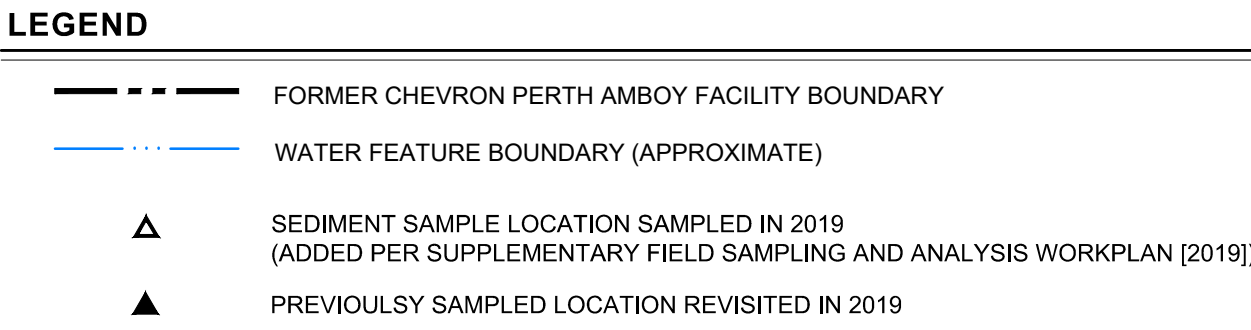 LEGEND
FORMER CHEVRON PERTH AMBOY FACILITY BOUNDARY
WATER FEATURE BOUNDARY (APPROXIMATE)
SEDIMENT SAMPLE LOCATION SAMPLED IN 2019
(ADDED PER SUPPLEMENTARY FIELD SAMPLING AND ANALYSIS WORKPLAN [2019])
PREVIOULSY SAMPLED LOCATION REVISITED IN 2019